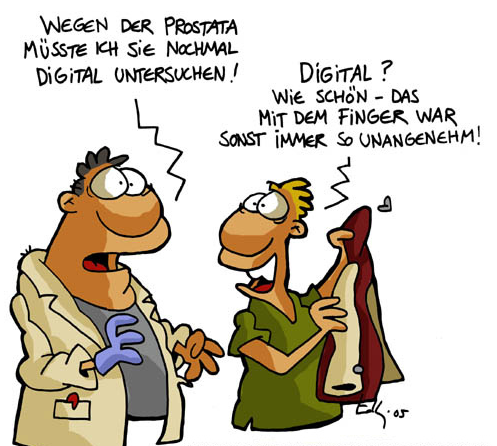 WEGEN DER PROSTATA
MÜSSTE ICH SIE NOCHMAL
DIGITAL UNTERSUCHEN!
DIGITAL?
WIE SCHÖN - DAS
MIT DEM FINGER WAR
SONST IMMER SO UNANGENEHM!